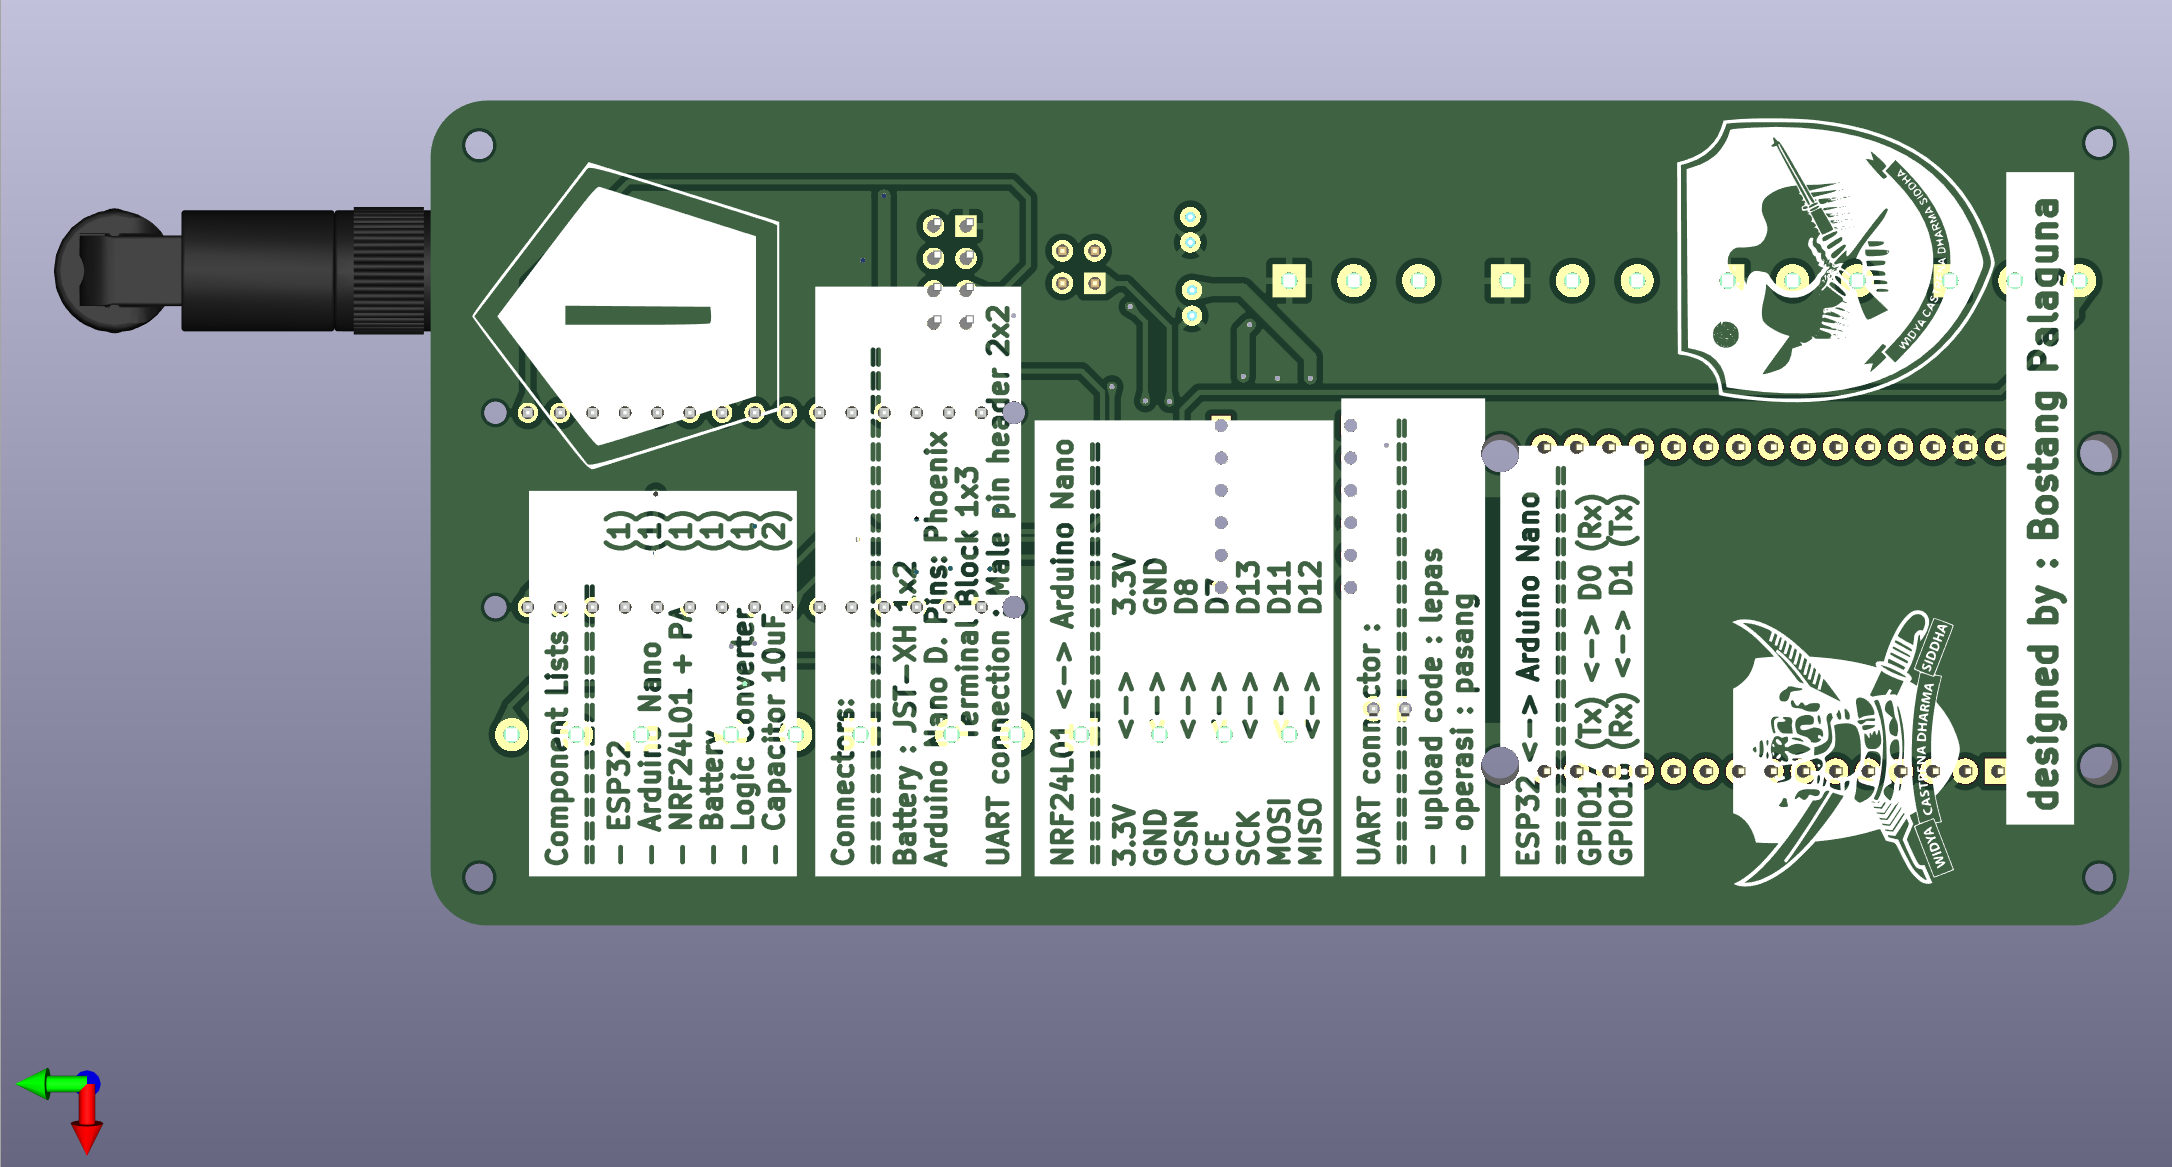 Component Lists :
=======================
- ESP32 (1)
- Arduino Nano (1)
- NRF24L01 + PA (1)
- Battery (1)
- Logic Converter (1)
- Capacitor 10uF (2)
Connectors:
==========================================
Battery : JST-XH 1x2
Arduino Nano D. Pins: Phoenix
Terminal Block 1x3
UART connection : Male pin header 2x2
NRF24L01 <-> Arduino Nano
==================================
3.3V <-> 3.3V
GND <-> GND
CSN <-> D8
CE <-> D7
SCK <-> D13
MOSI <-> D11
MISO <-> D12
UART connector :
====================================
- upload code : lepas
- operasi : pasang
ESP32 <-> Arduino Nano
================================
(Tx) <-> D0 (Rx)
(Rx) <-> D1 (Tx)
WIDYA CASTRENA DHARMA SIDDHA
WIDYA CASTRENA DHARMA SIDDHA
designed by : Bostang Palaguna